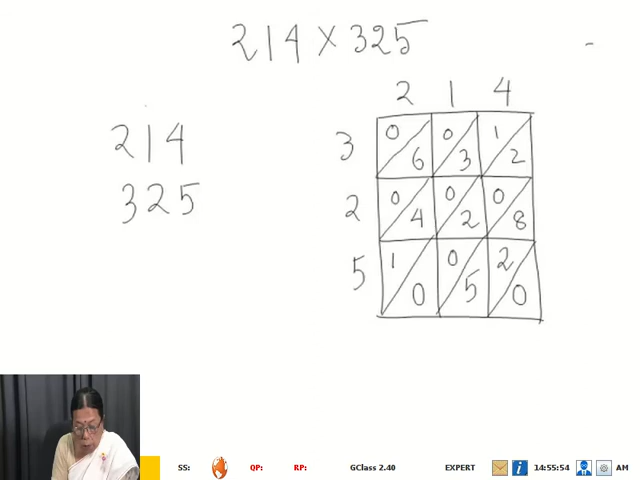 214 × 325
2 1 4
214
325
3 0 6 0 3 1 2
2 0 4 0 2 0 8
5 1 0 0 5 2 0
SS: QP: RP: GClass 2.40 EXPERT 14:55:54 AM